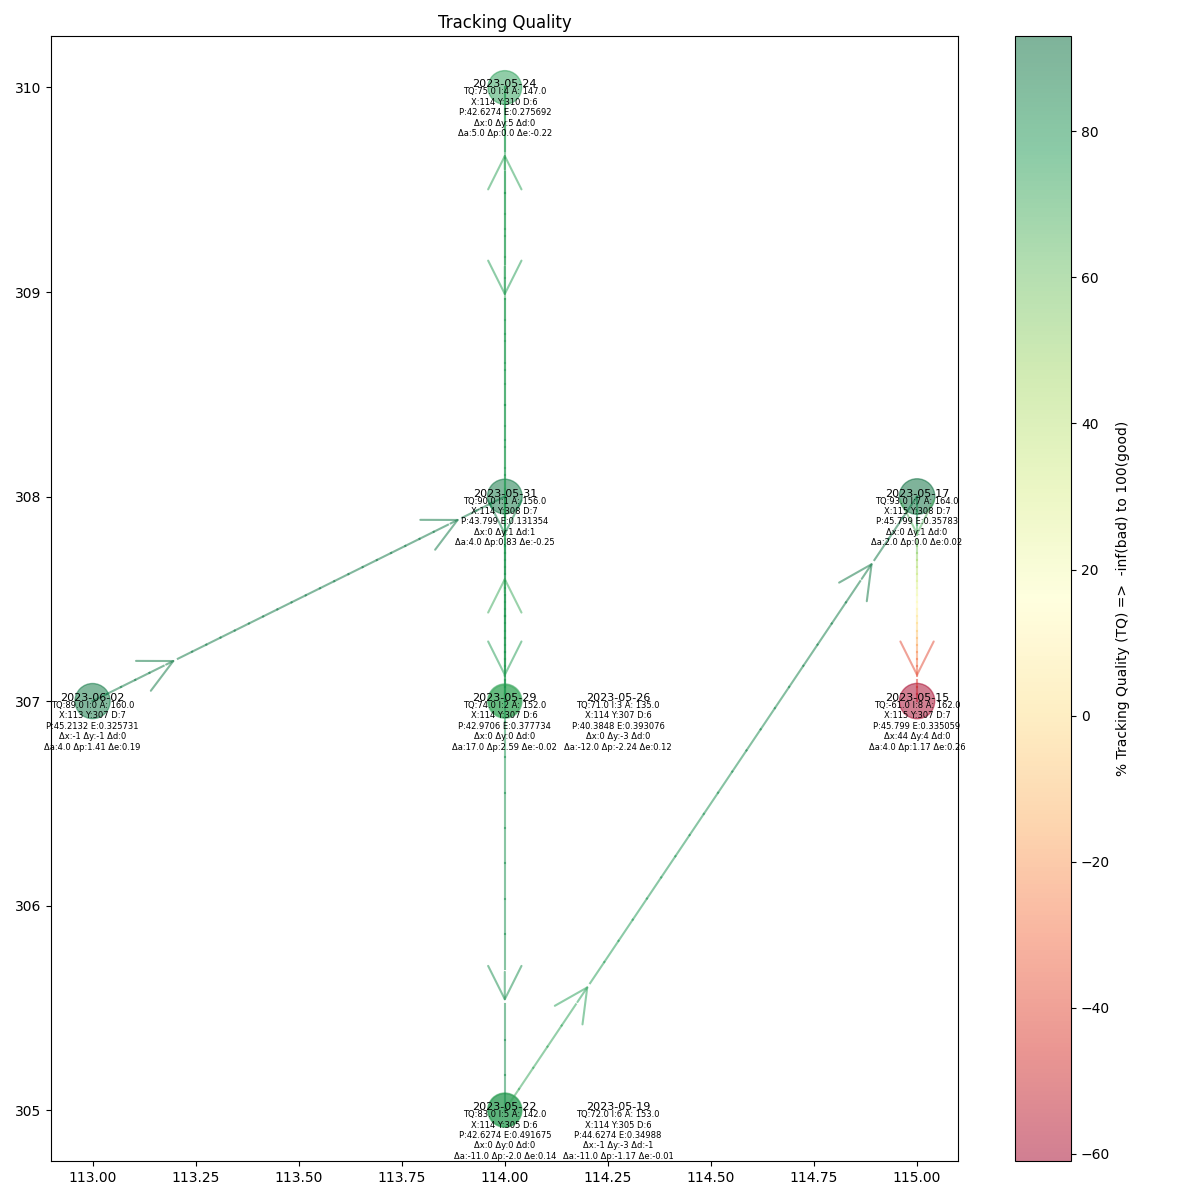 Tracking Quality
310
309
308
307
306
305
113.00
113.25
113.50
113.75
114.00
114.25
114.50
114.75
115.00
2023-05-24
TQ:75.0 I:4 A: 147.0
X:114 Y:310 D:6
P:42.6274 E:0.275692
Δx:0 Δy:5 Δd:0
Δa:5.0 Δp:0.0 Δe:-0.22
2023-05-31
TQ:90.0 I:1 A: 156.0
X:114 Y:308 D:7
P:43.799 E:0.131354
Δx:0 Δy:1 Δd:1
Δa:4.0 Δp:0.83 Δe:-0.25
2023-05-17
TQ:93.0 I:7 A: 164.0
X:115 Y:308 D:7
P:45.799 E:0.35783
Δx:0 Δy:1 Δd:0
Δa:2.0 Δp:0.0 Δe:0.02
2023-06-02
TQ:89.0 I:0 A: 160.0
X:113 Y:307 D:7
P:45.2132 E:0.325731
Δx:-1 Δy:-1 Δd:0
Δa:4.0 Δp:1.41 Δe:0.19
2023-05-29
TQ:74.0 I:2 A: 152.0
X:114 Y:307 D:6
P:42.9706 E:0.377734
Δx:0 Δy:0 Δd:0
Δa:17.0 Δp:2.59 Δe:-0.02
2023-05-26
TQ:71.0 I:3 A: 135.0
X:114 Y:307 D:6
P:40.3848 E:0.393076
Δx:0 Δy:-3 Δd:0
Δa:-12.0 Δp:-2.24 Δe:0.12
2023-05-15
TQ:-61.0 I:8 A: 162.0
X:115 Y:307 D:7
P:45.799 E:0.335059
Δx:44 Δy:4 Δd:0
Δa:4.0 Δp:1.17 Δe:0.26
2023-05-22
TQ:83.0 I:5 A: 142.0
X:114 Y:305 D:6
P:42.6274 E:0.491675
Δx:0 Δy:0 Δd:0
Δa:-11.0 Δp:-2.0 Δe:0.14
2023-05-19
TQ:72.0 I:6 A: 153.0
X:114 Y:305 D:6
P:44.6274 E:0.34988
Δx:-1 Δy:-3 Δd:-1
Δa:-11.0 Δp:-1.17 Δe:-0.01
80
60
40
20
0
−20
−40
−60
% Tracking Quality (TQ) => -inf(bad) to 100(good)